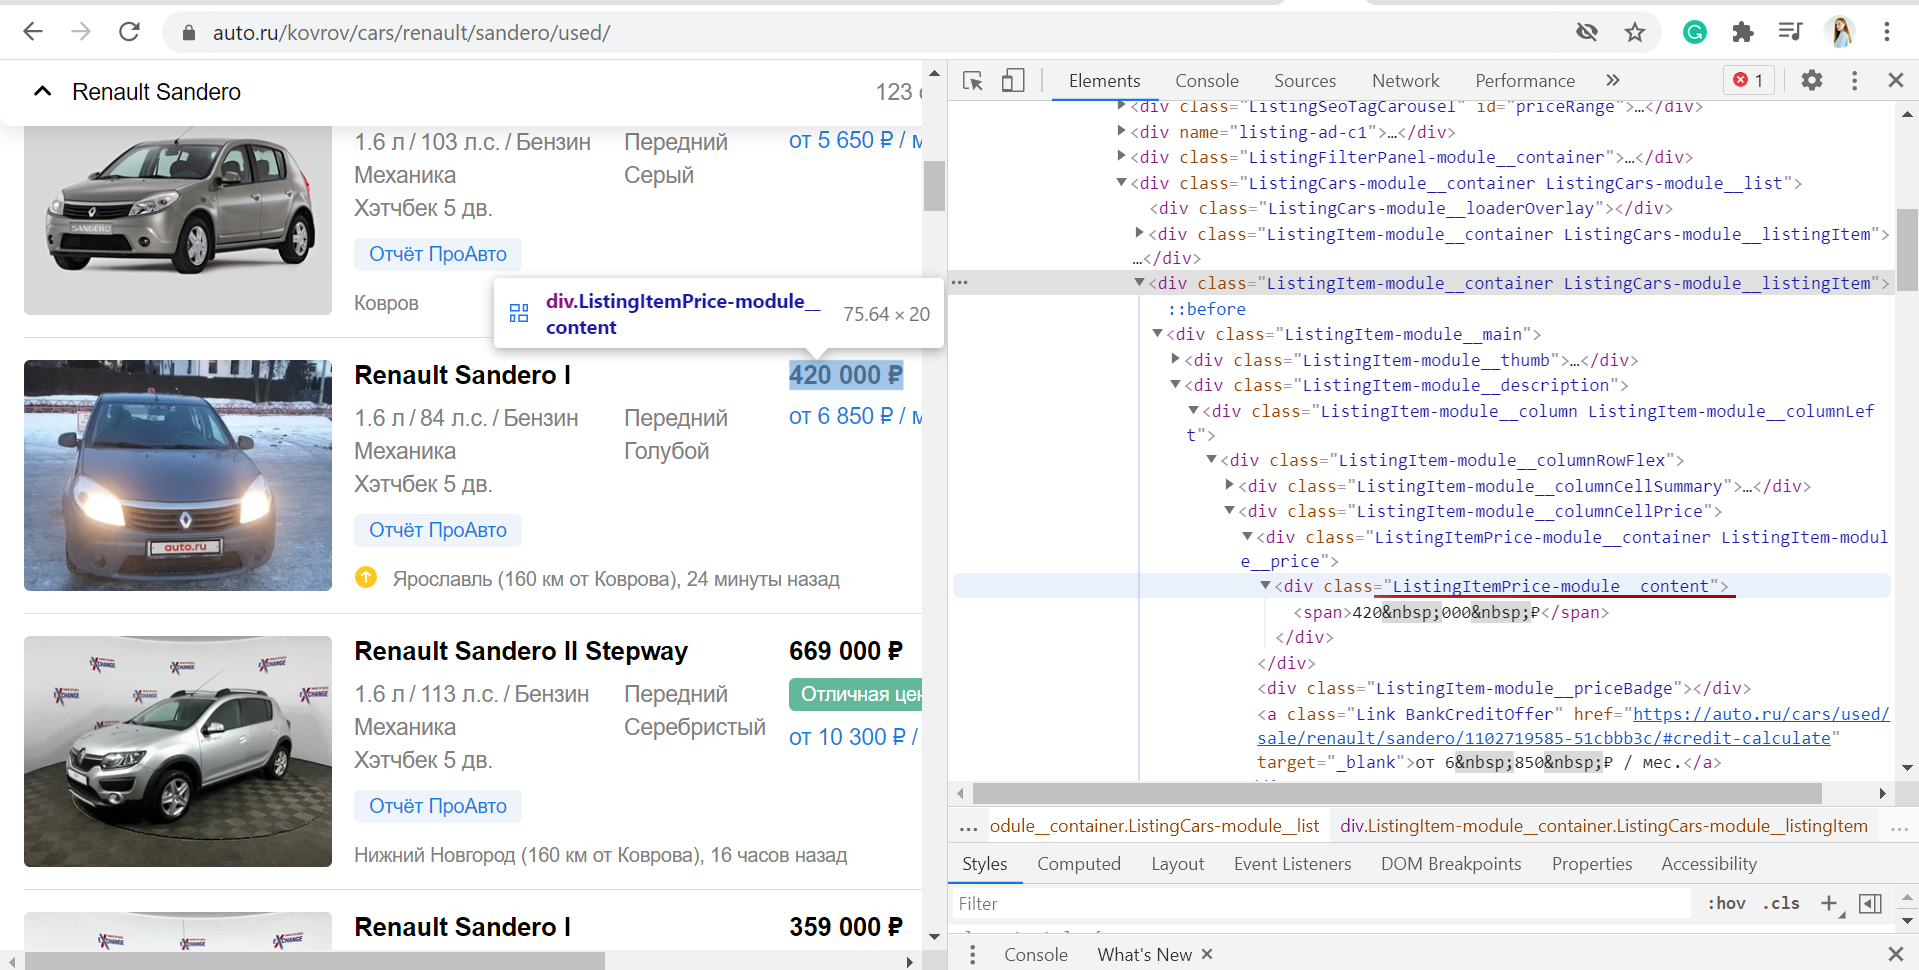 auto.ru/kovrov/cars/renault/sandero/used/
Renault Sandero
123
1.6 л / 103 л.с. / Бензин
Передний
от 5 650 ₽ / м
Механика
Серый
Хэтчбек 5 дв.
SANDERO
Отчёт ПроАвто
Ковров
div.ListingItemPrice-module__
content
75.64 × 20
Renault Sandero I
420 000 ₽
1.6 л / 84 л.с. / Бензин
Передний
от 6 850 ₽ / м
Механика
Голубой
Хэтчбек 5 дв.
Отчёт ПроАвто
auto.ru
Ярославль (160 км от Коврова), 24 минуты назад
Renault Sandero II Stepway
669 000 ₽
EXCHANGE
1.6 л / 113 л.с. / Бензин
Передний
Отличная цен
Механика
Серебристый
от 10 300 ₽ /
Хэтчбек 5 дв.
Отчёт ПроАвто
Нижний Новгород (160 км от Коврова), 16 часов назад
Renault Sandero I
359 000 ₽
Elements
Console
Sources
Network
Performance
»
1
<div class="ListingSeoTagCarousel" id="priceRange">…</div>
<div name="listing-ad-c1">…</div>
<div class="ListingFilterPanel-module__container">…</div>
<div class="ListingCars-module__container ListingCars-module__list">
<div class="ListingCars-module__loaderOverlay"></div>
<div class="ListingItem-module__container ListingCars-module__listingItem">
…</div>
<div class="ListingItem-module__container ListingCars-module__listingItem">
::before
<div class="ListingItem-module__main">
<div class="ListingItem-module__thumb">…</div>
<div class="ListingItem-module__description">
<div class="ListingItem-module__column ListingItem-module__columnLef
t">
<div class="ListingItem-module__columnRowFlex">
<div class="ListingItem-module__columnCellSummary">…</div>
<div class="ListingItem-module__columnCellPrice">
<div class="ListingItemPrice-module__container ListingItem-modul
e__price">
<div class="ListingItemPrice-module__content">
<span>420&nbsp;000&nbsp;₽</span>
</div>
</div>
<div class="ListingItem-module__priceBadge"></div>
<a class="Link BankCreditOffer" href="https://auto.ru/cars/used/
sale/renault/sandero/1102719585-51cbbb3c/#credit-calculate"
target="_blank">от 6&nbsp;850&nbsp;₽ / мес.</a>
… odule__container.ListingCars-module__list
div.ListingItem-module__container.ListingCars-module__listingItem …
Styles
Computed
Layout
Event Listeners
DOM Breakpoints
Properties
Accessibility
Filter
:hov
.cls
Console
What's New